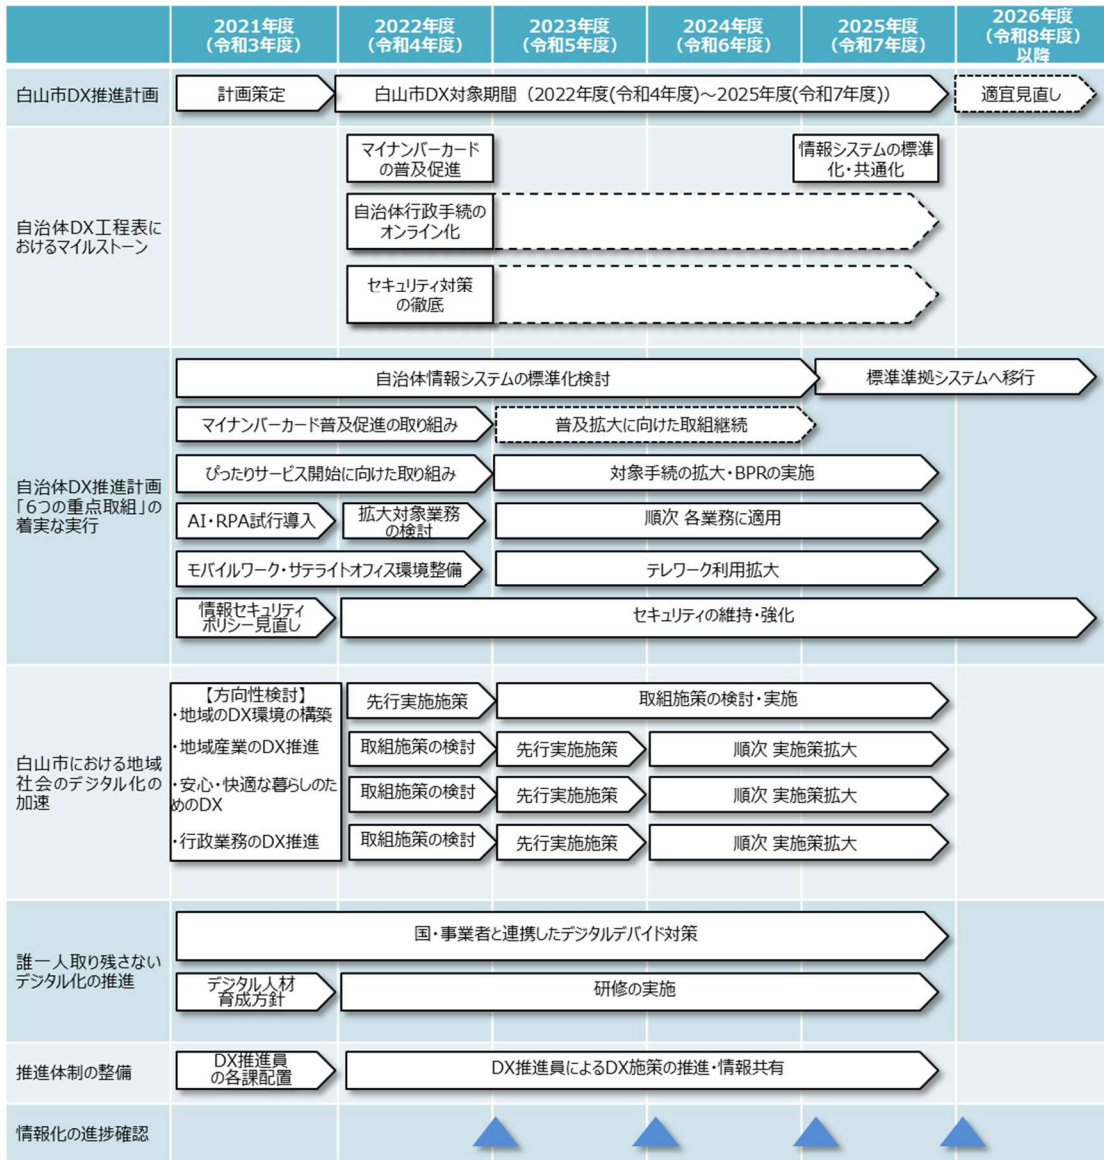 2021年度
(令和3年度)
2022年度
(令和4年度)
2023年度
(令和5年度)
2024年度
(令和6年度)
2025年度
(令和7年度)
2026年度
(令和8年度)
以降
白山市DX推進計画
計画策定
白山市DX対象期間(2022年度(令和4年度)～2025年度(令和7年度))
適宜見直し
自治体DX工程表に
おけるマイルストーン
マイナンバーカード
の普及促進
情報システムの標準
化・共通化
自治体行政手続の
オンライン化
セキュリティ対策
の徹底
自治体DX推進計画
「6つの重点取組」の
着実な実行
自治体情報システムの標準化検討
標準準拠システムへ移行
マイナンバーカード普及促進の取り組み
普及拡大に向けた取組継続
ぴったりサービス開始に向けた取り組み
対象手続の拡大・BPRの実施
AI・RPA試行導入
拡大対象業務
の検討
順次 各業務に適用
モバイルワーク・サテライトオフィス環境整備
テレワーク利用拡大
情報セキュリティ
ポリシー見直し
セキュリティの維持・強化
白山市における地域
社会のデジタル化の
加速
【方向性検討】
・地域のDX環境の構築
・地域産業のDX推進
・安心・快適な暮らしのた
めのDX
・行政業務のDX推進
先行実施施策
取組施策の検討・実施
取組施策の検討
先行実施施策
順次 実施策拡大
取組施策の検討
先行実施施策
順次 実施策拡大
取組施策の検討
先行実施施策
順次 実施策拡大
誰一人取り残さない
デジタル化の推進
国・事業者と連携したデジタルデバイド対策
デジタル人材
育成方針
研修の実施
推進体制の整備
DX推進員
の各課配置
DX推進員によるDX施策の推進・情報共有
情報化の進捗確認